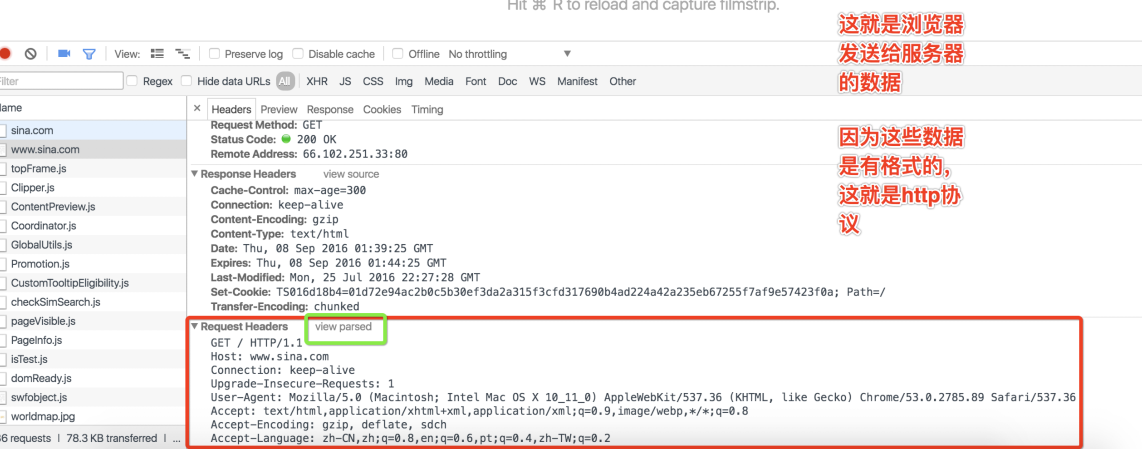 Hit ⌘ R to reload and capture filmstrip.
这就是浏览器
发送给服务器
的数据
因为这些数据
是有格式的,
这就是http协
议
View: Preserve log Disable cache Offline No throttling
Filter Regex Hide data URLs All XHR JS CSS Img Media Font Doc WS Manifest Other
Name
sina.com
www.sina.com
topFrame.js
Clipper.js
ContentPreview.js
Coordinator.js
GlobalUtils.js
Promotion.js
CustomTooltipEligibility.js
checkSimSearch.js
pageVisible.js
PageInfo.js
isTest.js
domReady.js
swfobject.js
worldmap.jpg
6 requests | 78.3 KB transferred | ...
× Headers Preview Response Cookies Timing
Request Method: GET
Status Code: 200 OK
Remote Address: 66.102.251.33:80
Response Headers view source
Cache-Control: max-age=300
Connection: keep-alive
Content-Encoding: gzip
Content-Type: text/html
Date: Thu, 08 Sep 2016 01:39:25 GMT
Expires: Thu, 08 Sep 2016 01:44:25 GMT
Last-Modified: Mon, 25 Jul 2016 22:27:28 GMT
Set-Cookie: TS016d18b4=01d72e94ac2b0c5b30ef3da2a315f3cfd317690b4ad224a42a235eb67255f7af9e57423f0a; Path=/
Transfer-Encoding: chunked
Request Headers view parsed
GET / HTTP/1.1
Host: www.sina.com
Connection: keep-alive
Upgrade-Insecure-Requests: 1
User-Agent: Mozilla/5.0 (Macintosh; Intel Mac OS X 10_11_0) AppleWebKit/537.36 (KHTML, like Gecko) Chrome/53.0.2785.89 Safari/537.36
Accept: text/html,application/xhtml+xml,application/xml;q=0.9,image/webp,*/*;q=0.8
Accept-Encoding: gzip, deflate, sdch
Accept-Language: zh-CN,zh;q=0.8,en;q=0.6,pt;q=0.4,zh-TW;q=0.2